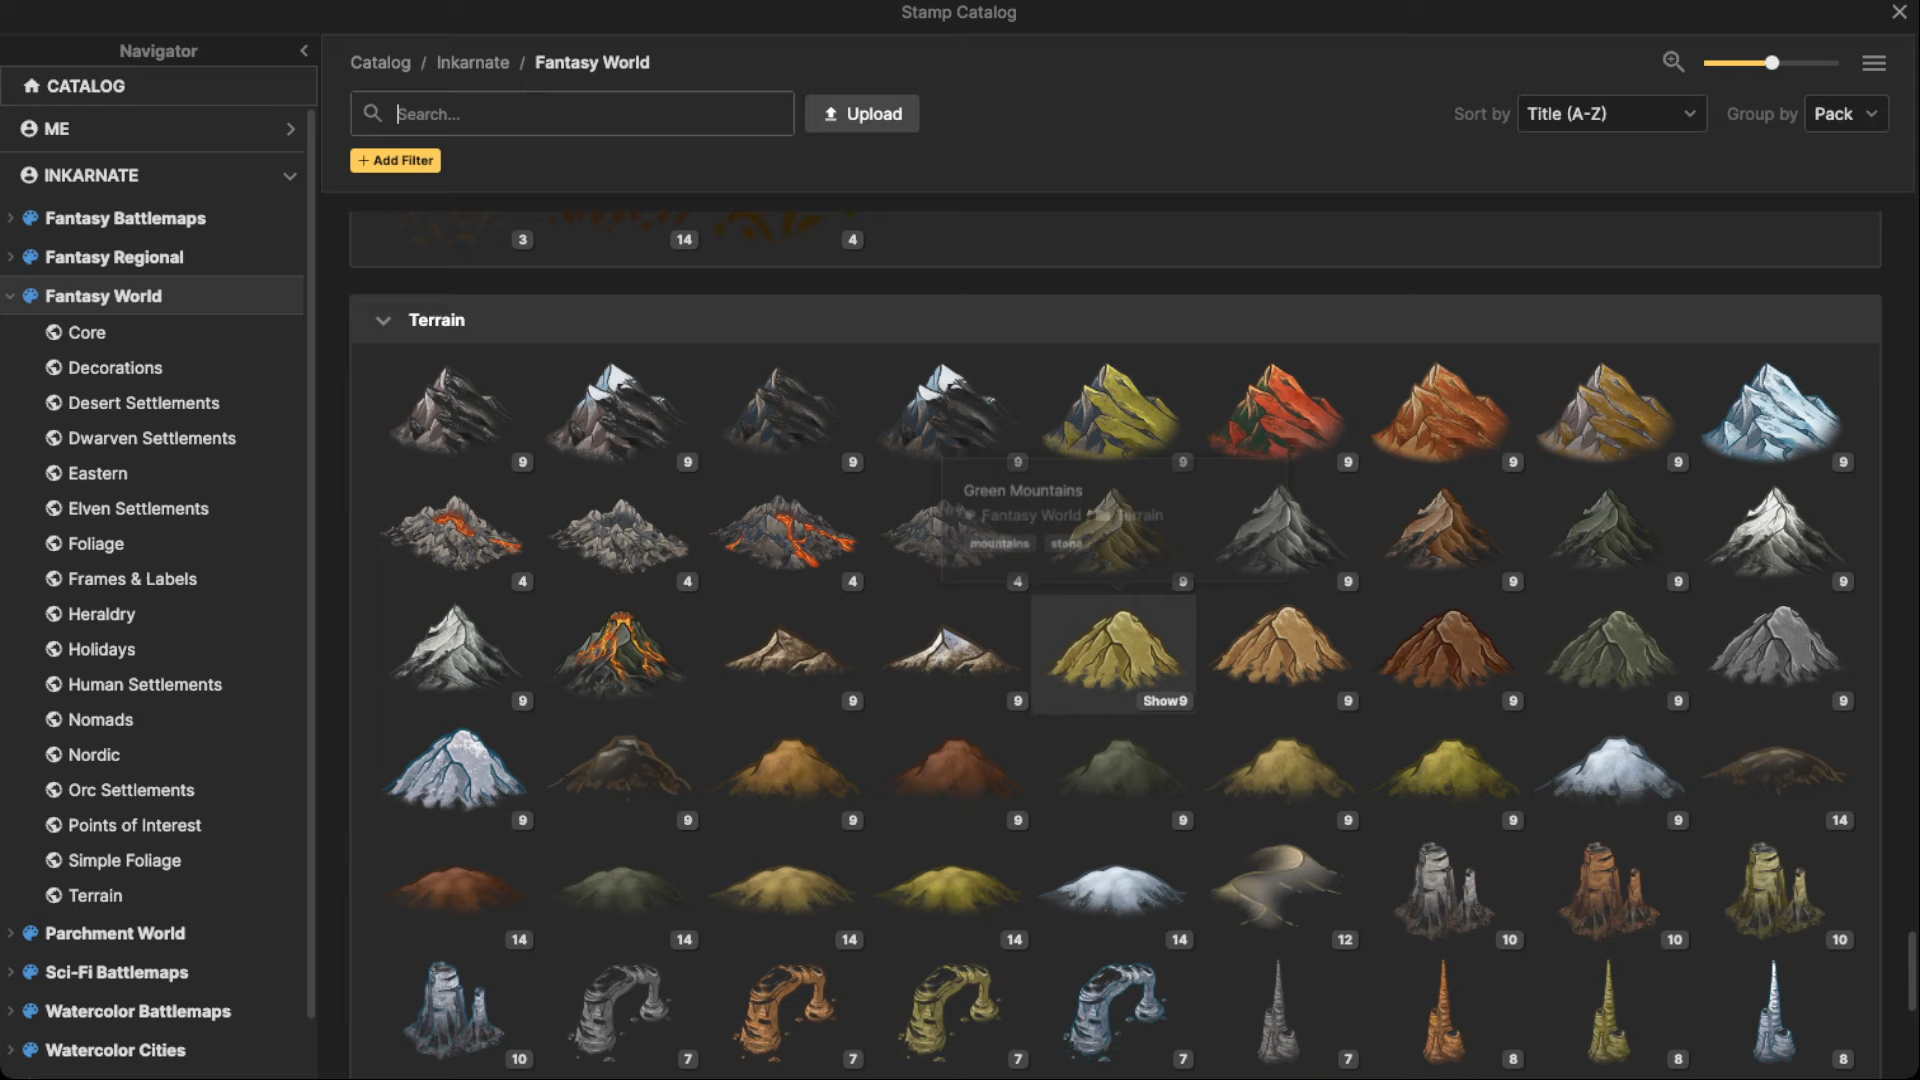 Stamp Catalog
Navigator
CATALOG
ME
INKARNATE
Fantasy Battlemaps
Fantasy Regional
Fantasy World
Core
Decorations
Desert Settlements
Dwarven Settlements
Eastern
Elven Settlements
Foliage
Frames & Labels
Heraldry
Holidays
Human Settlements
Nomads
Nordic
Orc Settlements
Points of Interest
Simple Foliage
Terrain
Parchment World
Sci-Fi Battlemaps
Watercolor Battlemaps
Watercolor Cities
Catalog / Inkarnate / Fantasy World
Search...
Upload
Sort by Title (A-Z) Group by Pack
+ Add Filter
3 14 4
Terrain
9 9 9 9 9 9 9 9 9
Green Mountains
Fantasy World Terrain
mountains stone
4 4 4 4 9 9 9 9 9
9 9 9 Show9 9 9 9 9
9 9 9 9 9 9 9 9 14
14 14 14 14 14 12 10 10 10
10 7 7 7 7 7 8 8 8